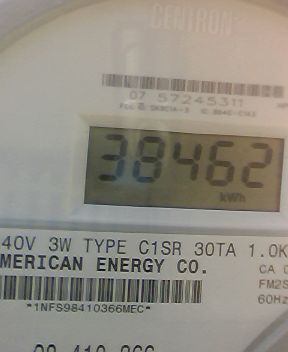 CENTRON
07 57245311
38462
kWh
40V 3W TYPE C1SR 30TA 1.0K
MERICAN ENERGY CO.
CA
FM2S
60Hz
*1NFS98410366MEC*